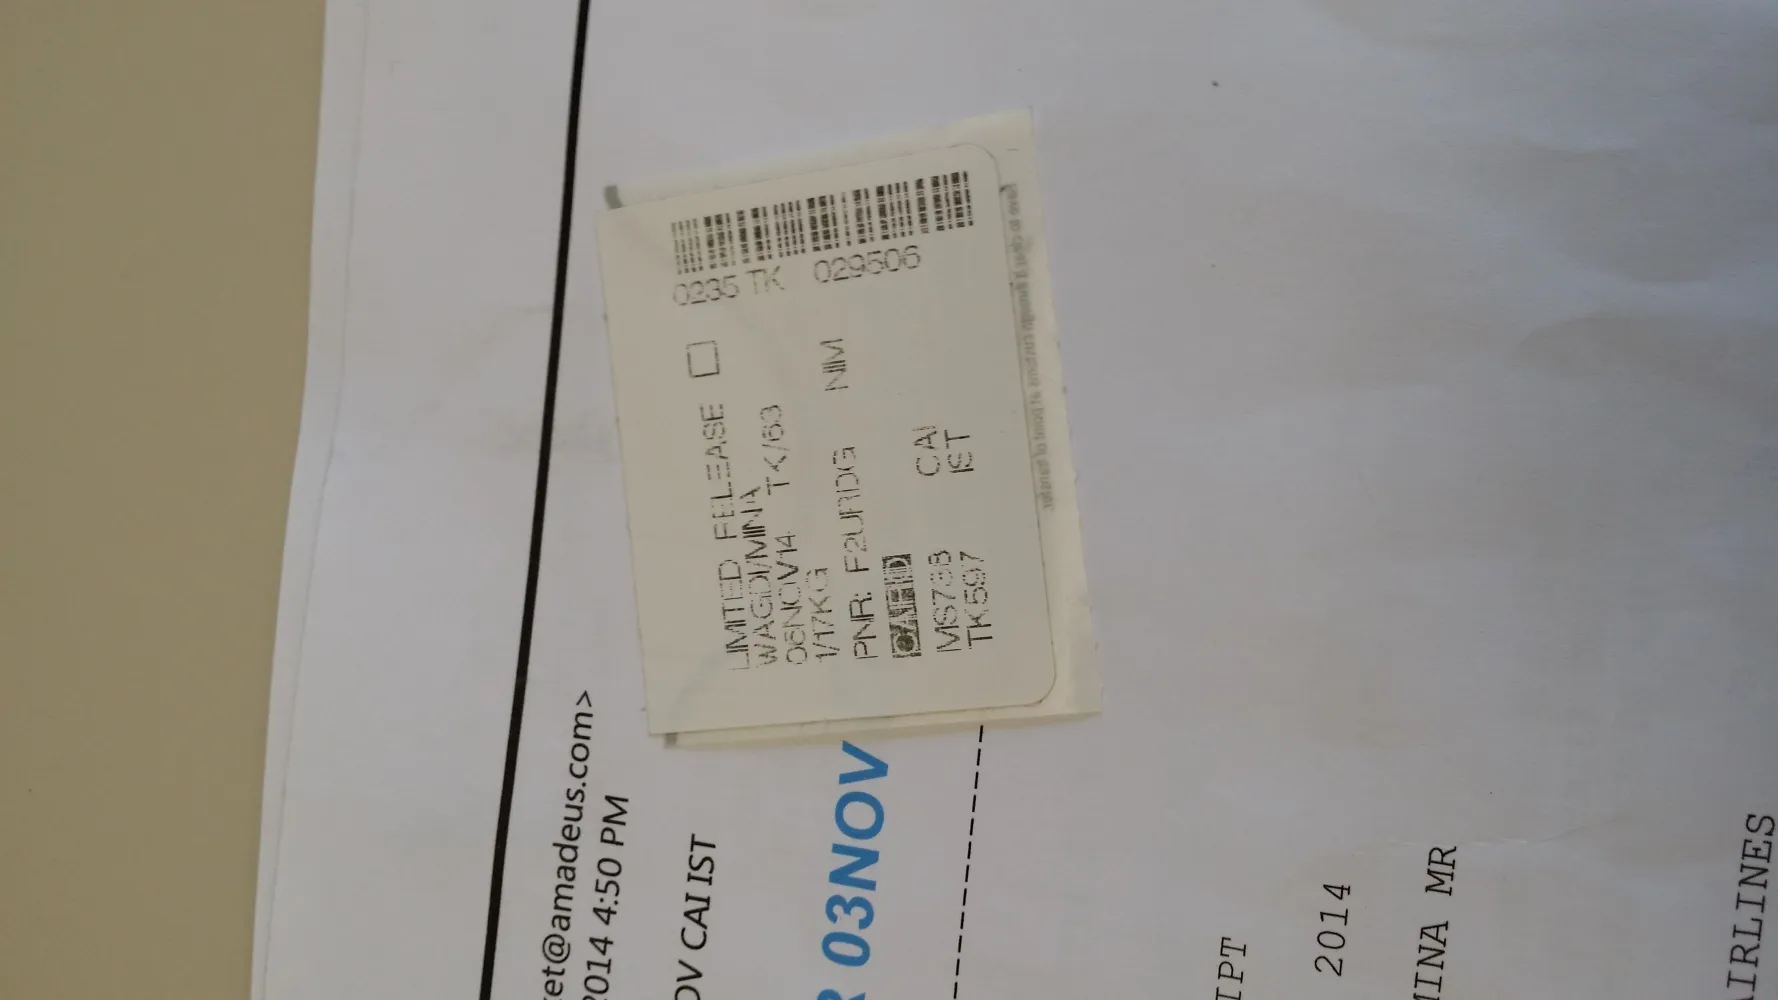 0235 TK 029506
LIMITED RELEASE
WAGDI/MINA
06NOV14 TK/63
1/17KG
PNR: F2URDG NIM
MS738 CAI
TK597 IST
et@amadeus.com>
2014 4:50 PM
OV CAI IST
R 03NOV
IPT
2014
MINA MR
AIRLINES